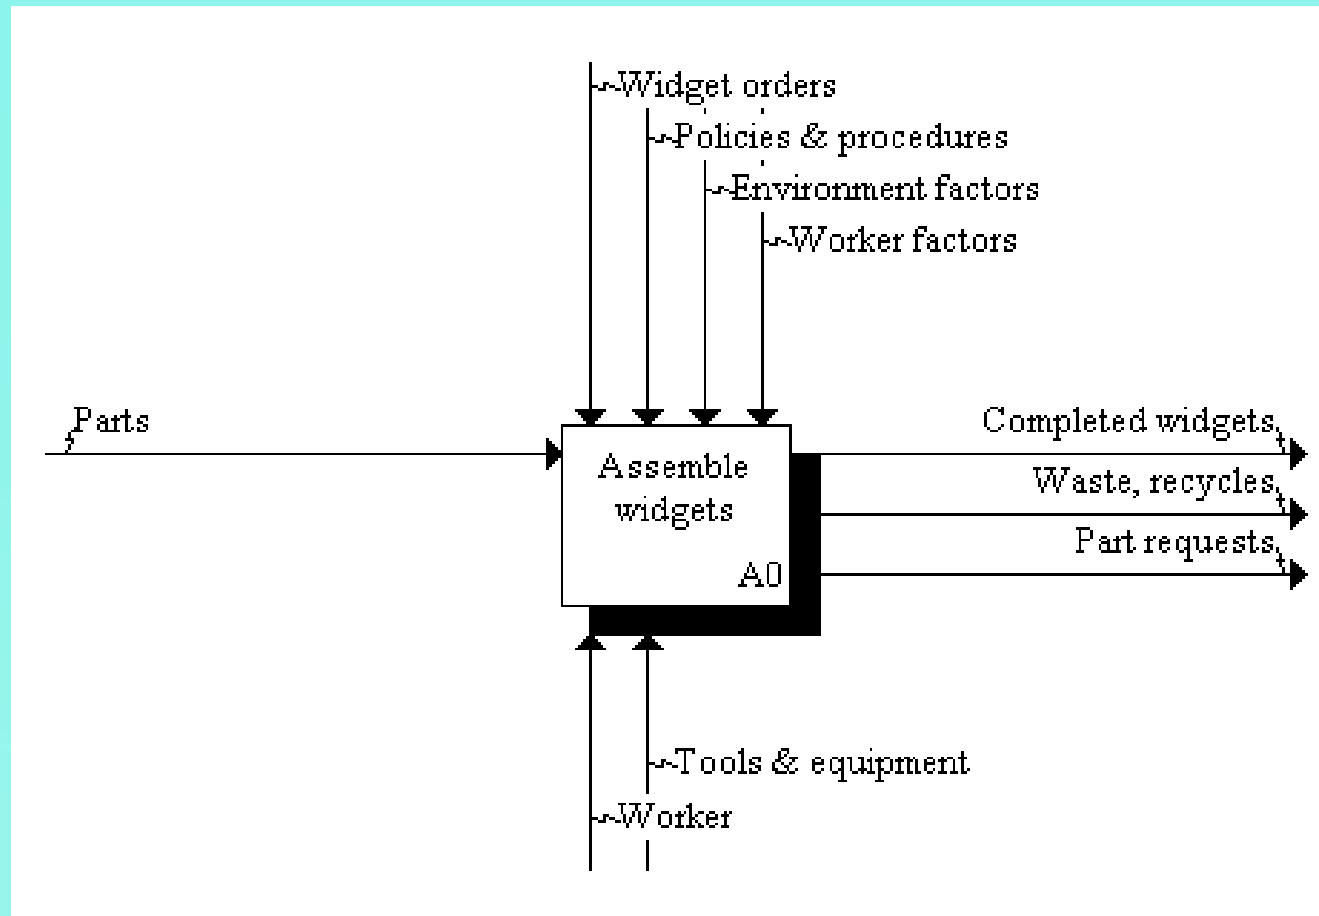 Widget orders
Policies & procedures
Environment factors
Worker factors
Parts
Assemble
widgets
A0
Completed widgets
Waste, recycles
Part requests
Tools & equipment
Worker